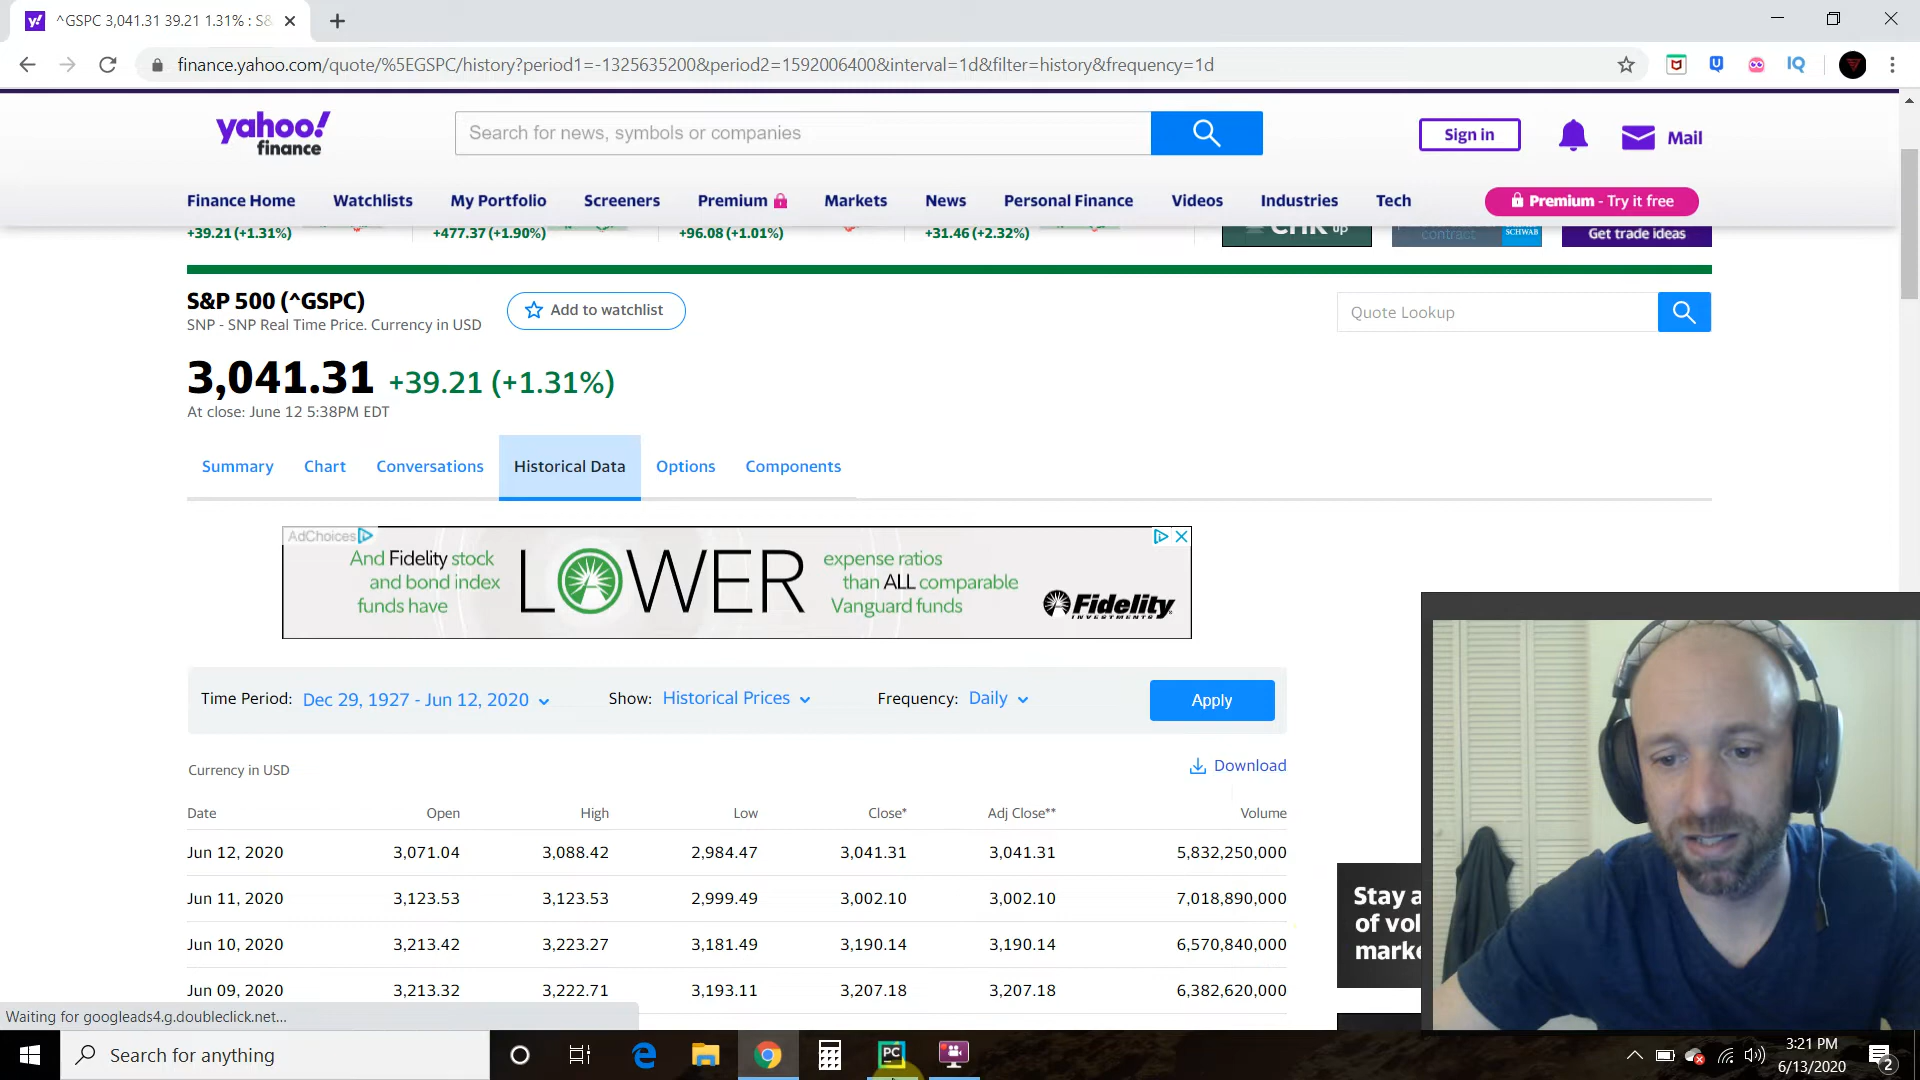 ^GSPC 3,041.31 39.21 1.31% : S&
finance.yahoo.com/quote/%5EGSPC/history?period1=-1325635200&period2=1592006400&interval=1d&filter=history&frequency=1d
IQ
yahoo!
finance
Search for news, symbols or companies
Sign in
Mail
Finance Home Watchlists My Portfolio Screeners Premium Markets News Personal Finance Videos Industries Tech Premium - Try it free
+39.21 (+1.31%) +477.37 (+1.90%) +96.08 (+1.01%) +31.46 (+2.32%)
up contract SCHWAB Get trade ideas
S&P 500 (^GSPC)
Add to watchlist
Quote Lookup
SNP - SNP Real Time Price. Currency in USD
3,041.31 +39.21 (+1.31%)
At close: June 12 5:38PM EDT
Summary Chart Conversations Historical Data Options Components
AdChoices
And Fidelity stock
and bond index
funds have
LOWER
expense ratios
than ALL comparable
Vanguard funds
Fidelity
INVESTMENTS
Time Period: Dec 29, 1927 - Jun 12, 2020 Show: Historical Prices Frequency: Daily Apply
Currency in USD Download
Date Open High Low Close* Adj Close** Volume
Jun 12, 2020 3,071.04 3,088.42 2,984.47 3,041.31 3,041.31 5,832,250,000
Jun 11, 2020 3,123.53 3,123.53 2,999.49 3,002.10 3,002.10 7,018,890,000
Jun 10, 2020 3,213.42 3,223.27 3,181.49 3,190.14 3,190.14 6,570,840,000
Jun 09, 2020 3,213.32 3,222.71 3,193.11 3,207.18 3,207.18 6,382,620,000
Stay a
of vol
marke
Waiting for googleads4.g.doubleclick.net...
Search for anything
PC
3:21 PM
6/13/2020
2